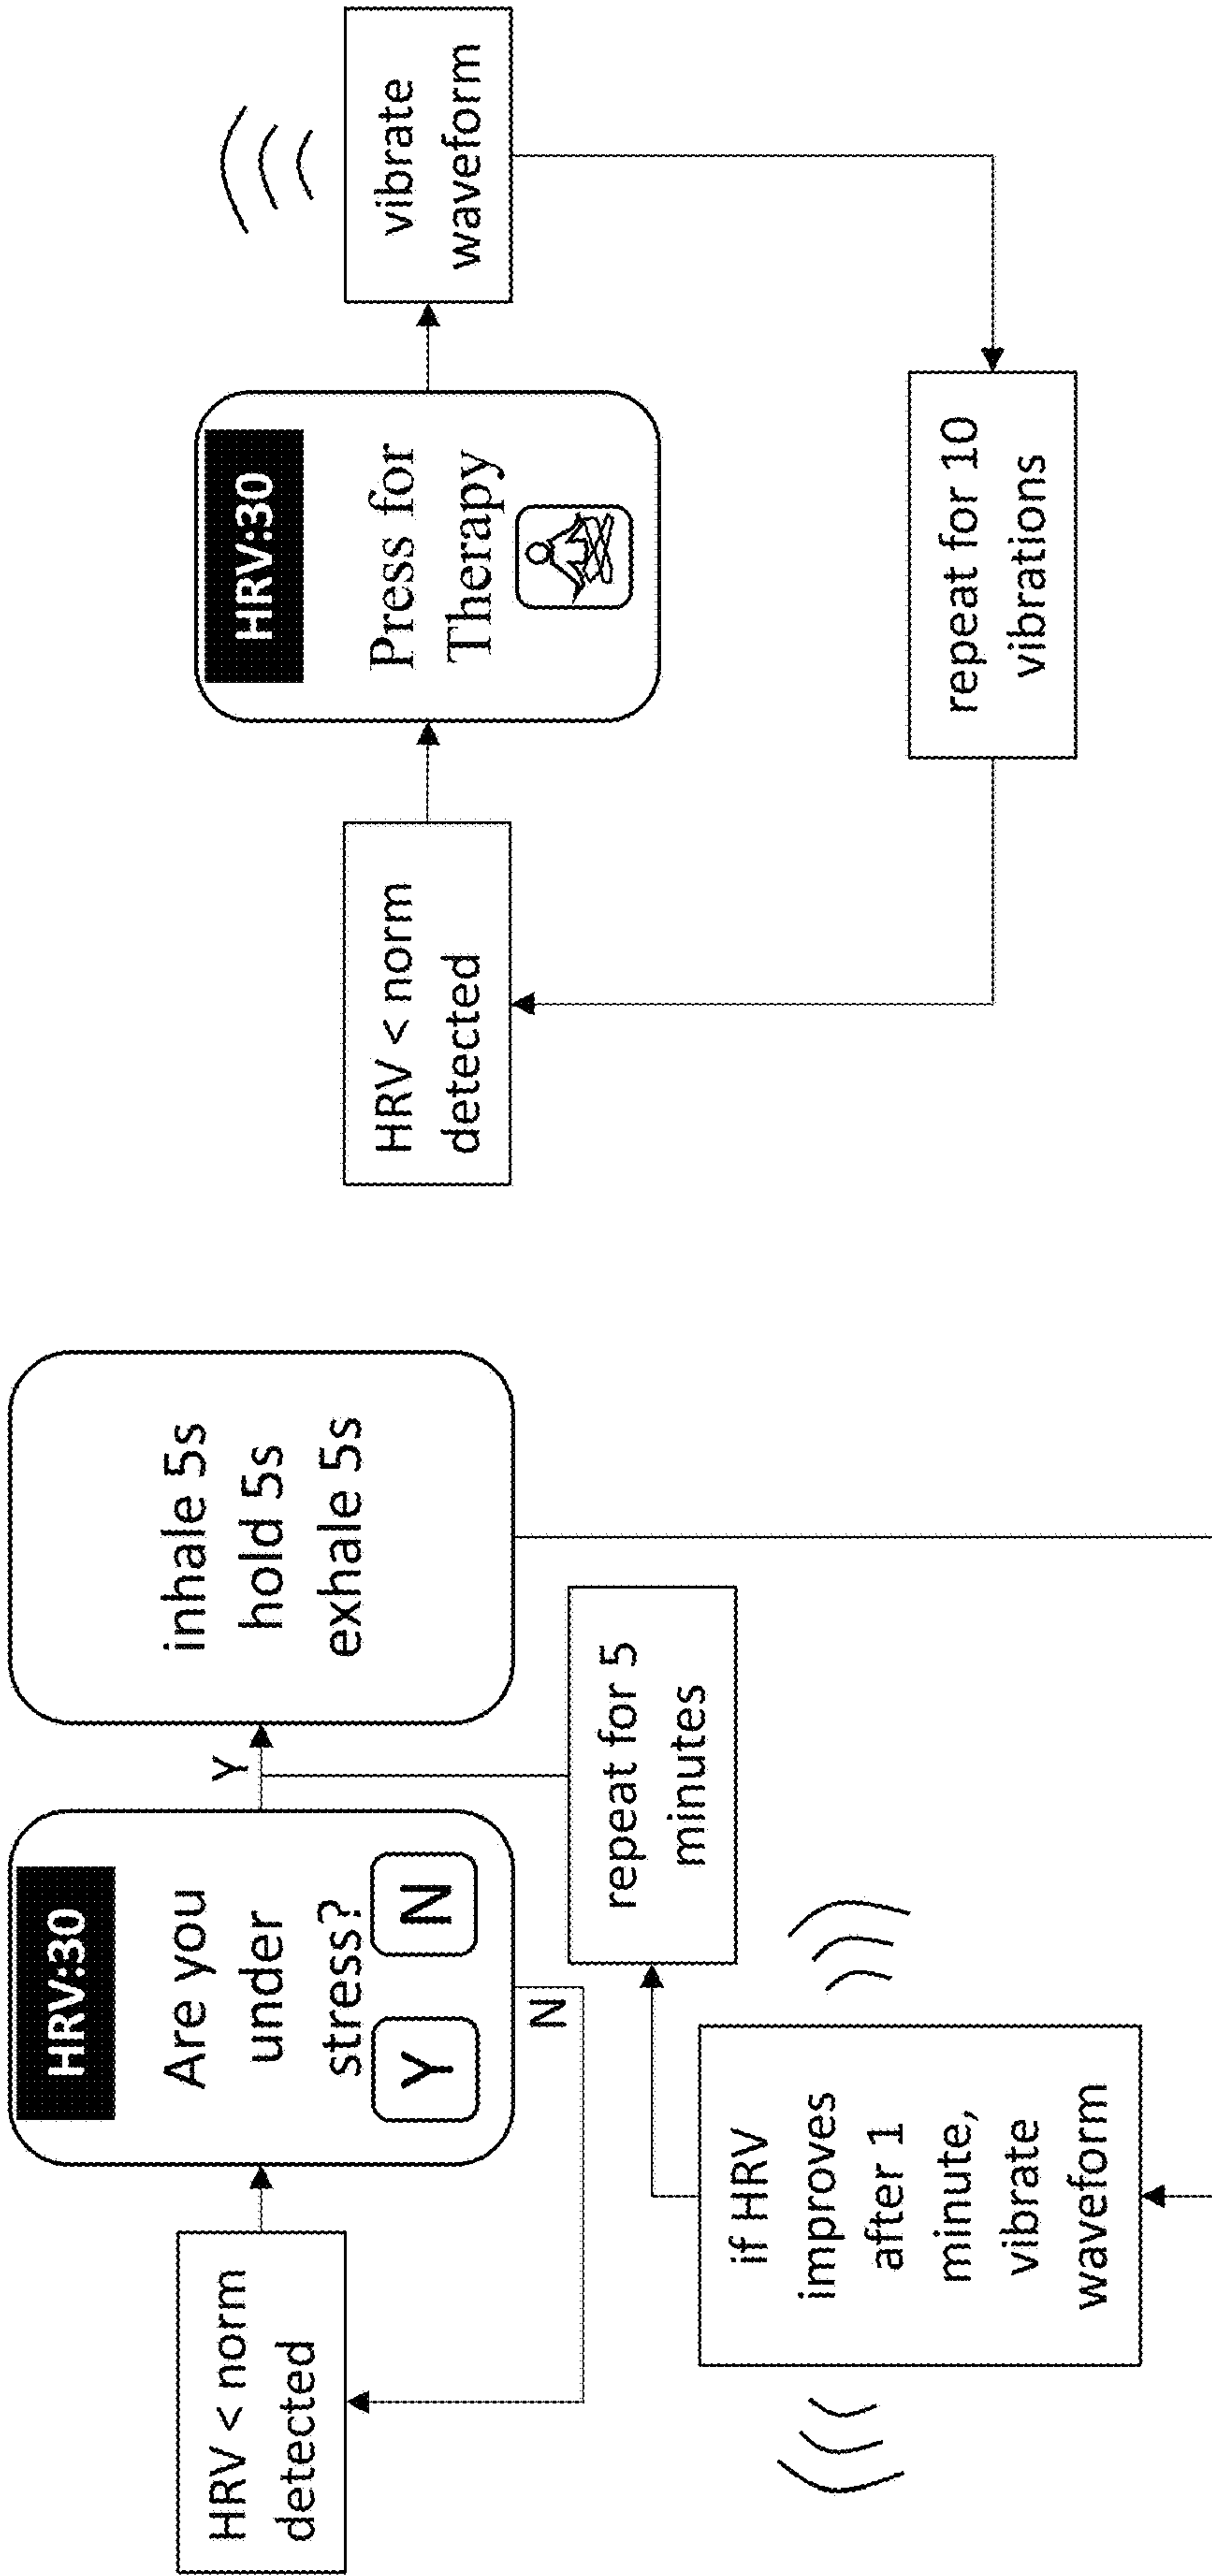 HRV < norm
detected
HRV:30
Are you
under
stress?
Y
N
Y
N
inhale 5s
hold 5s
exhale 5s
if HRV
improves
after 1
minute,
vibrate
waveform
repeat for 5
minutes
HRV < norm
detected
HRV:30
Press for
Therapy
vibrate
waveform
repeat for 10
vibrations